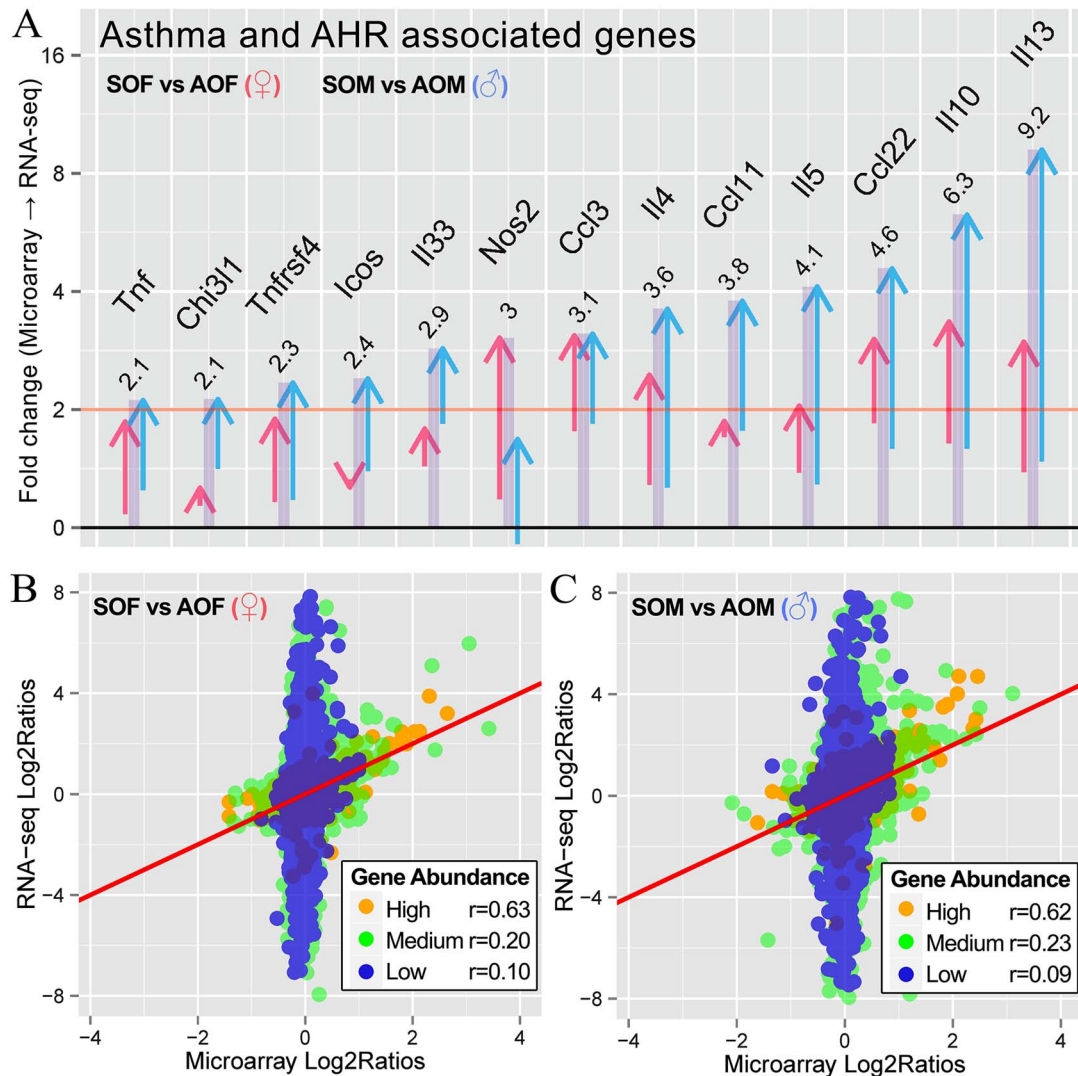 A
Asthma and AHR associated genes
SOF vs AOF (♀) SOM vs AOM (♂)
Fold change (Microarray → RNA-seq)
16
8
4
2
0
Tnf Chi3l1 Tnfrsf4 Icos Il33 Nos2 Ccl3 Il4 Ccl11 Il5 Ccl22 Il10 Il13
2.1 2.1 2.3 2.4 2.9 3 3.1 3.6 3.8 4.1 4.6 6.3 9.2
B
SOF vs AOF (♀)
RNA-seq Log2Ratios
8
4
0
−4
−8
Gene Abundance
High r=0.63
Medium r=0.20
Low r=0.10
−4 −2 0 2 4
Microarray Log2Ratios
C
SOM vs AOM (♂)
RNA-seq Log2Ratios
8
4
0
−4
−8
Gene Abundance
High r=0.62
Medium r=0.23
Low r=0.09
−4 −2 0 2 4
Microarray Log2Ratios